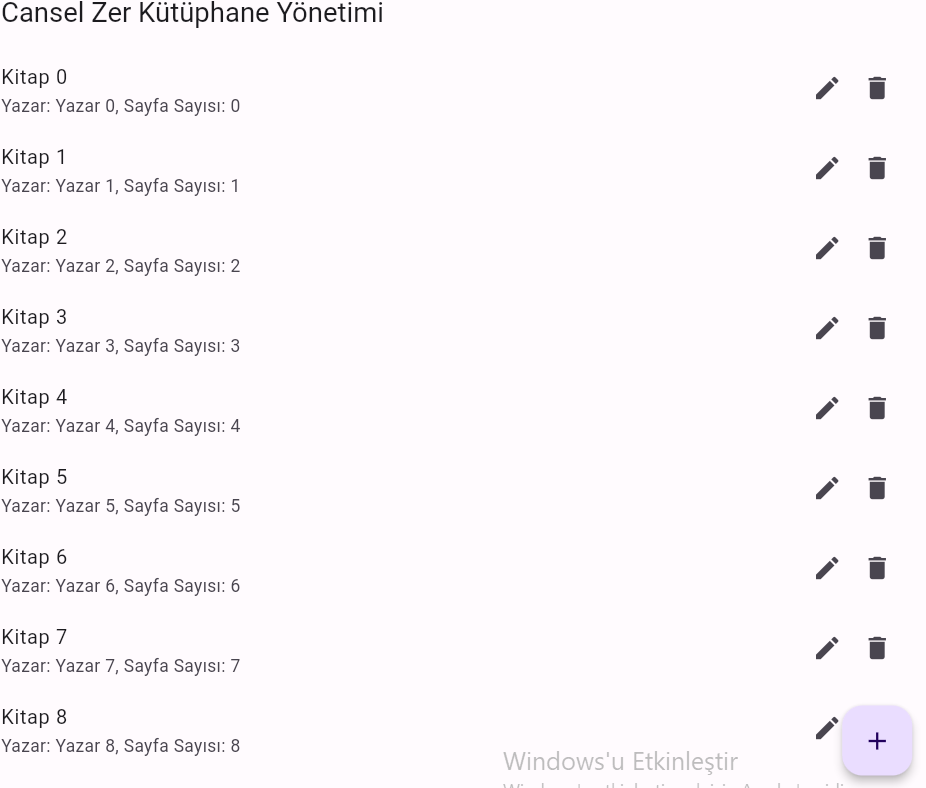 Cansel Zer Kütüphane Yönetimi
Kitap 0
Yazar: Yazar 0, Sayfa Sayısı: 0
Kitap 1
Yazar: Yazar 1, Sayfa Sayısı: 1
Kitap 2
Yazar: Yazar 2, Sayfa Sayısı: 2
Kitap 3
Yazar: Yazar 3, Sayfa Sayısı: 3
Kitap 4
Yazar: Yazar 4, Sayfa Sayısı: 4
Kitap 5
Yazar: Yazar 5, Sayfa Sayısı: 5
Kitap 6
Yazar: Yazar 6, Sayfa Sayısı: 6
Kitap 7
Yazar: Yazar 7, Sayfa Sayısı: 7
Kitap 8
Yazar: Yazar 8, Sayfa Sayısı: 8
Windows'u Etkinleştir